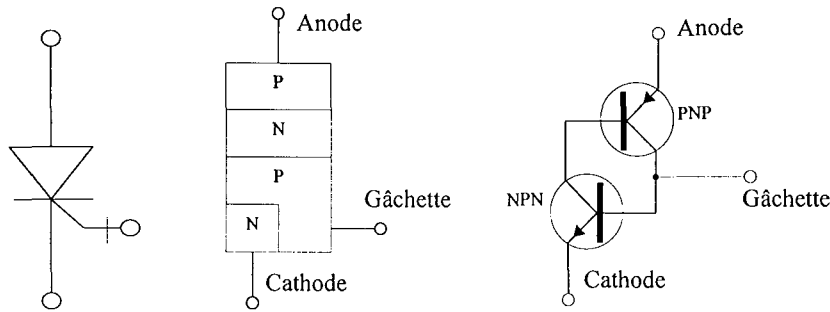 Anode
P
N
P
N
Gâchette
Cathode
Anode
PNP
NPN
Gâchette
Cathode